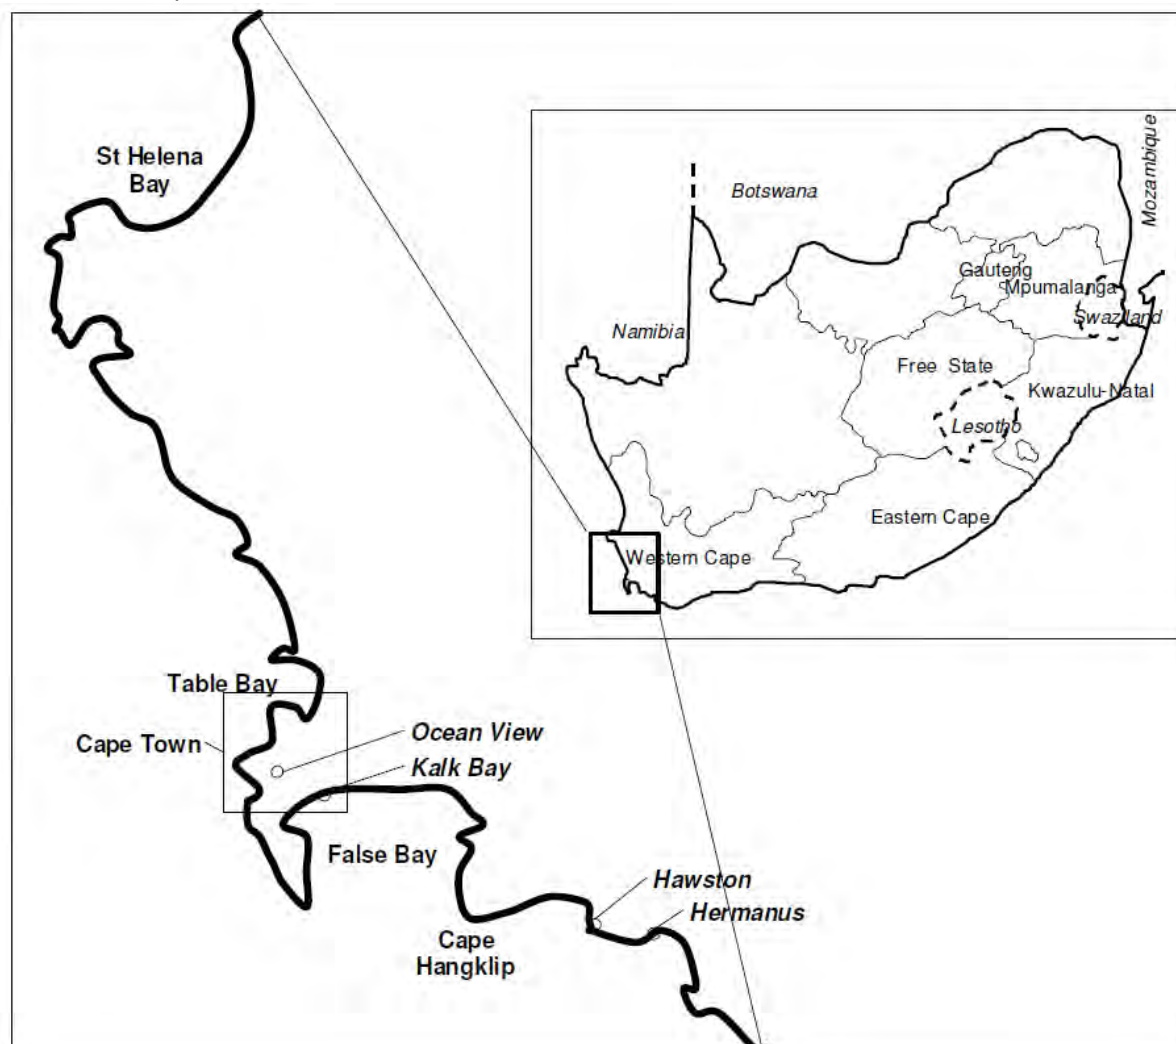 St Helena
Bay
Table Bay
Cape Town
Ocean View
Kalk Bay
False Bay
Hawston
Hermanus
Cape
Hangklip
Mozambique
Botswana
Gauteng
Mpumalanga
Swaziland
Namibia
Free State
Kwazulu-Natal
Lesotho
Eastern Cape
Western Cape